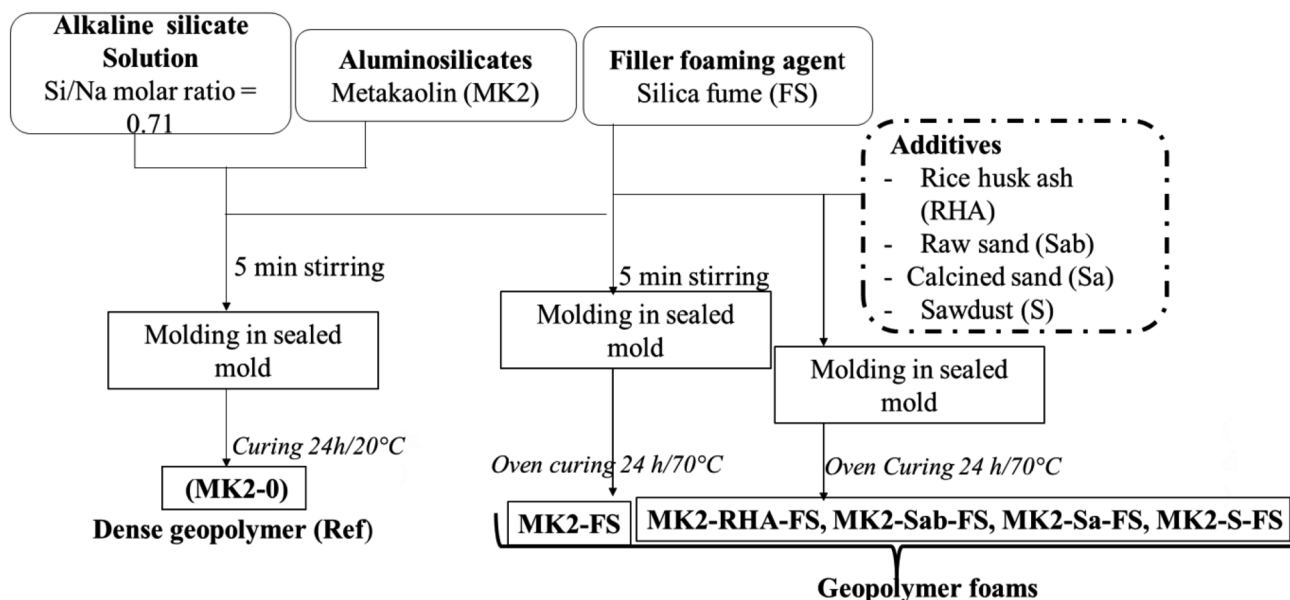 Alkaline silicate
Solution
Si/Na molar ratio =
0.71
Aluminosilicates
Metakaolin (MK2)
Filler foaming agent
Silica fume (FS)
Additives
- Rice husk ash
(RHA)
- Raw sand (Sab)
- Calcined sand (Sa)
- Sawdust (S)
5 min stirring
Molding in sealed
mold
Curing 24h/20°C
(MK2-0)
Dense geopolymer (Ref)
5 min stirring
Molding in sealed
mold
Oven curing 24 h/70°C
MK2-FS
Molding in sealed
mold
Oven Curing 24 h/70°C
MK2-RHA-FS, MK2-Sab-FS, MK2-Sa-FS, MK2-S-FS
Geopolymer foams